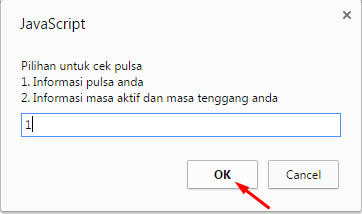 JavaScript
Pilihan untuk cek pulsa
1. Informasi pulsa anda
2. Informasi masa aktif dan masa tenggang anda
1
OK
Cancel